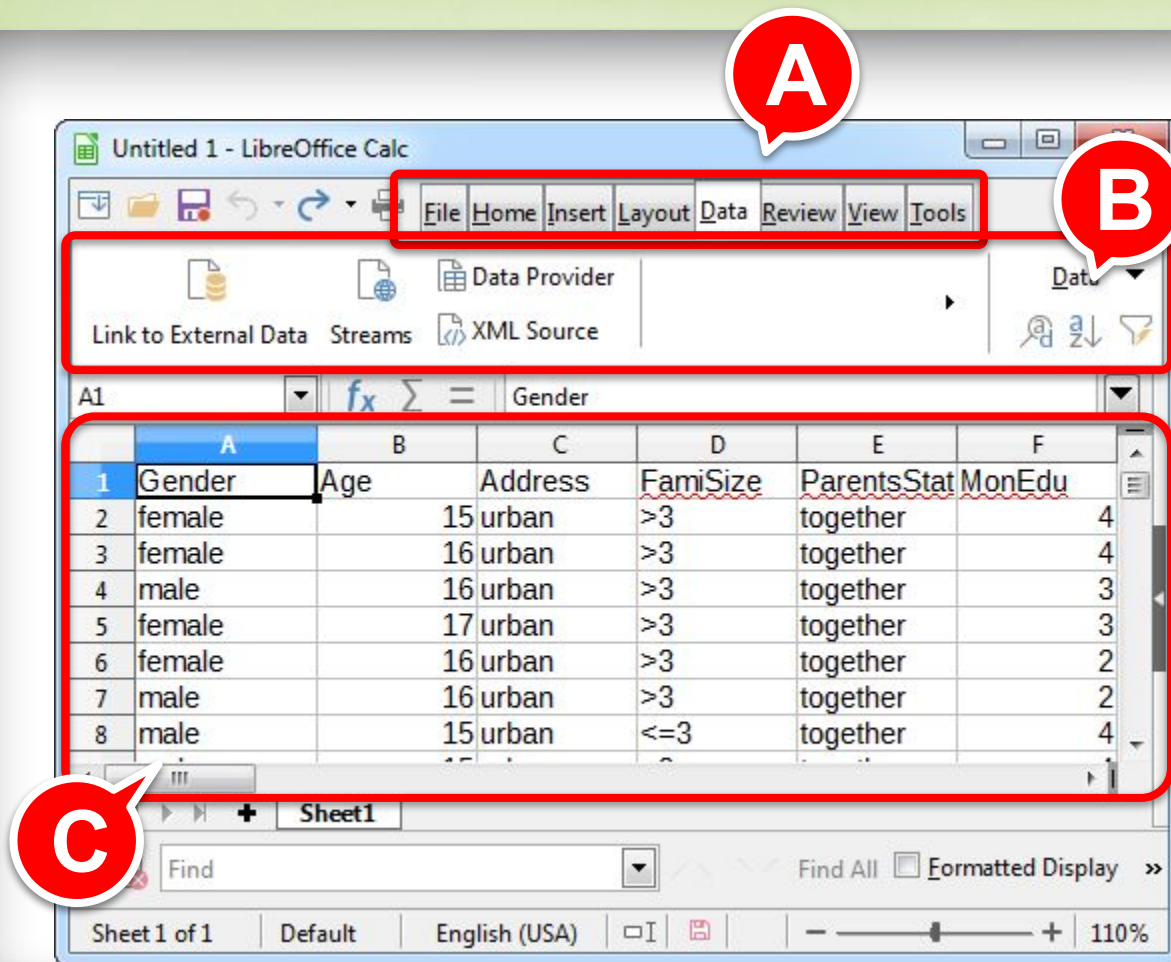 A
Untitled 1 - LibreOffice Calc
B
File Home Insert Layout Data Review View Tools
Data Provider
Data
Link to External Data Streams XML Source
A1 fx Σ = Gender
A B C D E F
1 Gender Age Address FamiSize ParentsStat MonEdu
2 female 15 urban >3 together 4
3 female 16 urban >3 together 4
4 male 16 urban >3 together 3
5 female 17 urban >3 together 3
6 female 16 urban >3 together 2
7 male 16 urban >3 together 2
8 male 15 urban <=3 together 4
C
Sheet1
Find Find All Formatted Display »
Sheet 1 of 1 Default English (USA) 110%